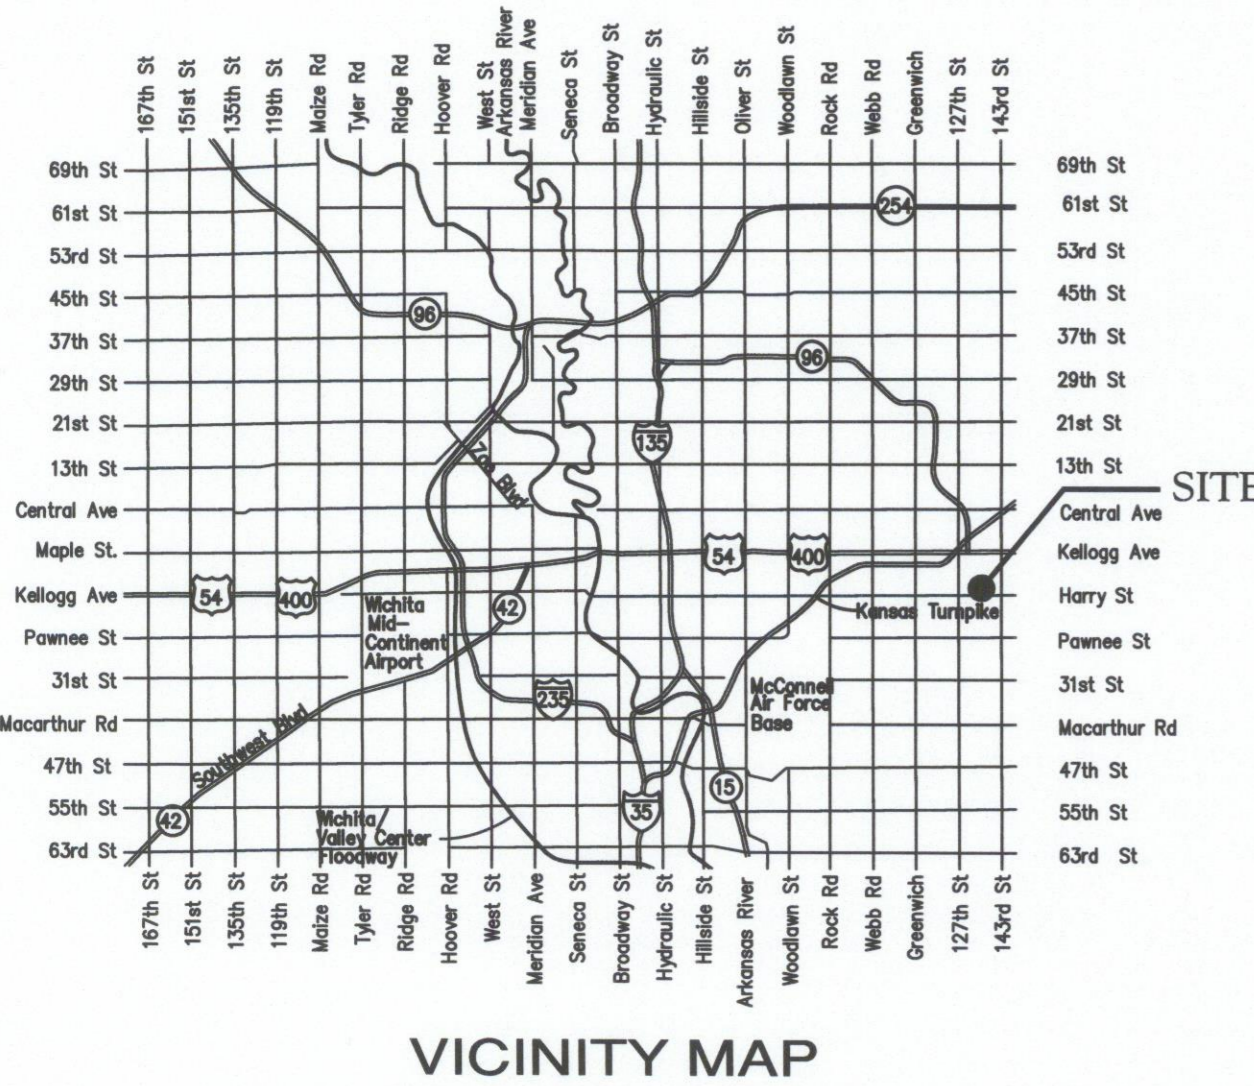 167th St
151st St
135th St
119th St
Maize Rd
Tyler Rd
Ridge Rd
Hoover Rd
West St
Arkansas River
Meridian Ave
Seneca St
Broadway St
Hydraulic St
Hillside St
Oliver St
Woodlawn St
Rock Rd
Webb Rd
Greenwich
127th St
143rd St
69th St
61st St
53rd St
45th St
37th St
29th St
21st St
13th St
Central Ave
Maple St.
Kellogg Ave
Pawnee St
31st St
Macarthur Rd
47th St
55th St
63rd St
69th St
61st St
53rd St
45th St
37th St
29th St
21st St
13th St
Central Ave
Kellogg Ave
Harry St
Pawnee St
31st St
Macarthur Rd
47th St
55th St
63rd St
SITE
254
96
96
135
Zoo Blvd
54
400
54
400
42
Kansas Turnpike
Wichita
Mid-
Continent
Airport
235
McConnell
Air Force
Base
Southwest Blvd
15
35
42
Wichita/
Valley Center
Floodway
167th St
151st St
135th St
119th St
Maize Rd
Tyler Rd
Ridge Rd
Hoover Rd
West St
Meridian Ave
Seneca St
Broadway St
Hydraulic St
Hillside St
Arkansas River
Woodlawn St
Rock Rd
Webb Rd
Greenwich
127th St
143rd St
VICINITY MAP